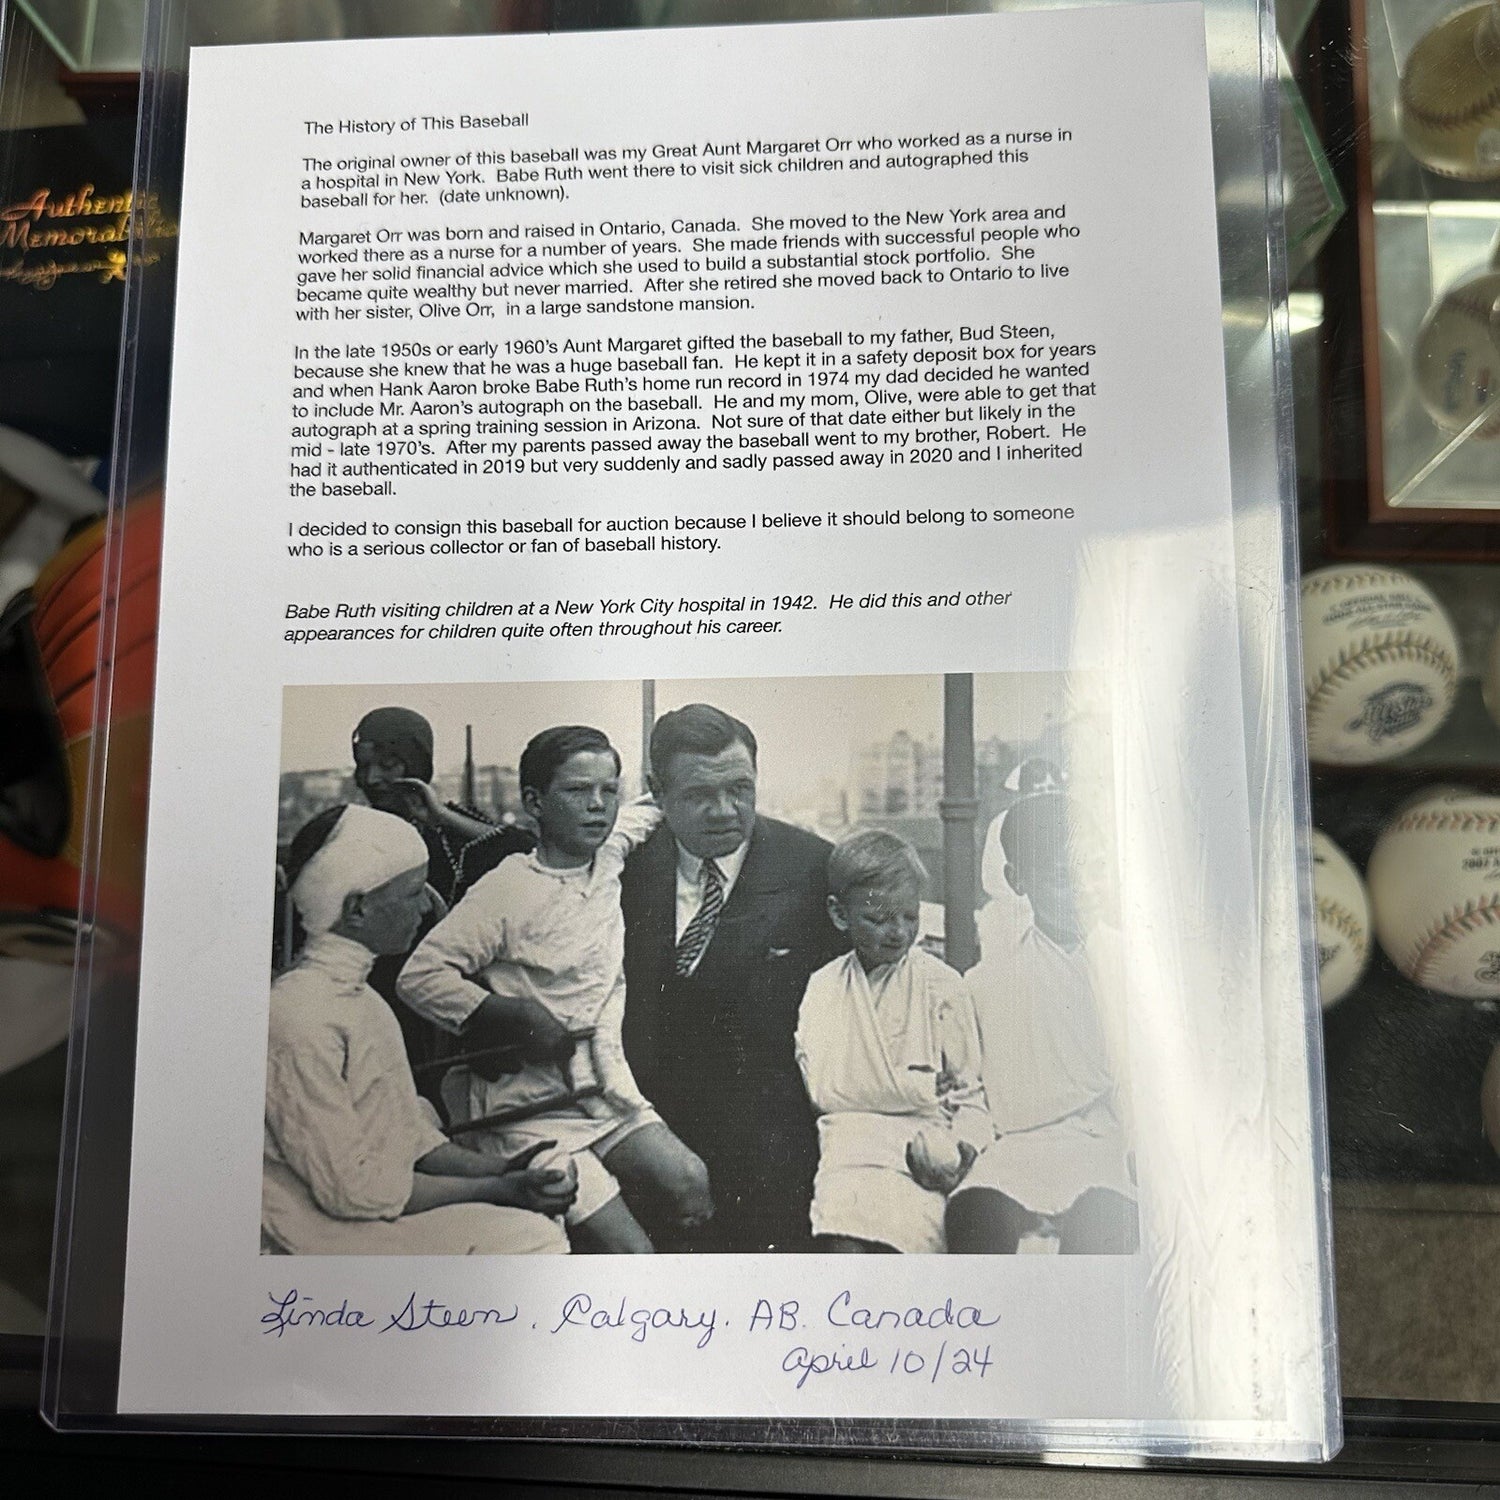 The History of This Baseball
The original owner of this baseball was my Great Aunt Margaret Orr who worked as a nurse in
a hospital in New York. Babe Ruth went there to visit sick children and autographed this
baseball for her. (date unknown).
Margaret Orr was born and raised in Ontario, Canada. She moved to the New York area and
worked there as a nurse for a number of years. She made friends with successful people who
gave her solid financial advice which she used to build a substantial stock portfolio. She
became quite wealthy but never married. After she retired she moved back to Ontario to live
with her sister, Olive Orr, in a large sandstone mansion.
In the late 1950s or early 1960's Aunt Margaret gifted the baseball to my father, Bud Steen,
because she knew that he was a huge baseball fan. He kept it in a safety deposit box for years
and when Hank Aaron broke Babe Ruth's home run record in 1974 my dad decided he wanted
to include Mr. Aaron's autograph on the baseball. He and my mom, Olive, were able to get that
autograph at a spring training session in Arizona. Not sure of that date either but likely in the
mid - late 1970's. After my parents passed away the baseball went to my brother, Robert. He
had it authenticated in 2019 but very suddenly and sadly passed away in 2020 and I inherited
the baseball.
I decided to consign this baseball for auction because I believe it should belong to someone
who is a serious collector or fan of baseball history.
Babe Ruth visiting children at a New York City hospital in 1942. He did this and other
appearances for children quite often throughout his career.
Linda Steen. Calgary. AB. Canada
April 10/24